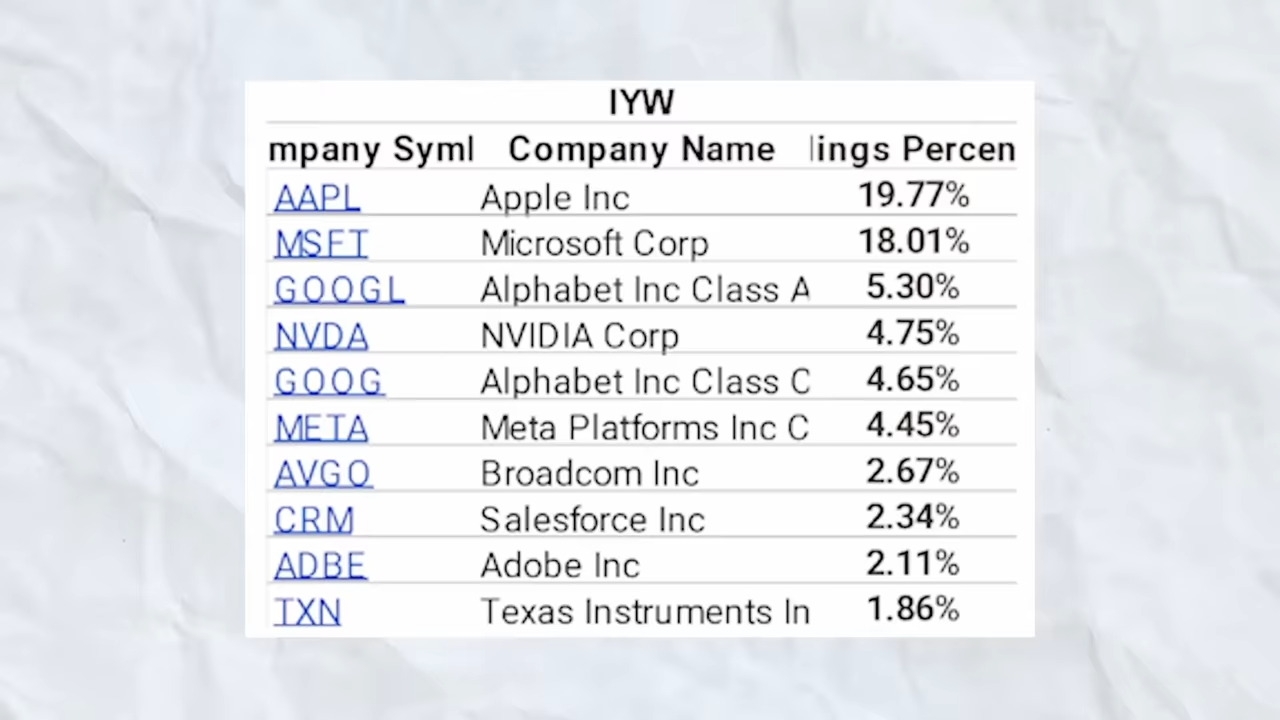 IYW
mpany Syml Company Name lings Percen
AAPL Apple Inc 19.77%
MSFT Microsoft Corp 18.01%
GOOGL Alphabet Inc Class A 5.30%
NVDA NVIDIA Corp 4.75%
GOOG Alphabet Inc Class C 4.65%
META Meta Platforms Inc C 4.45%
AVGO Broadcom Inc 2.67%
CRM Salesforce Inc 2.34%
ADBE Adobe Inc 2.11%
TXN Texas Instruments In 1.86%